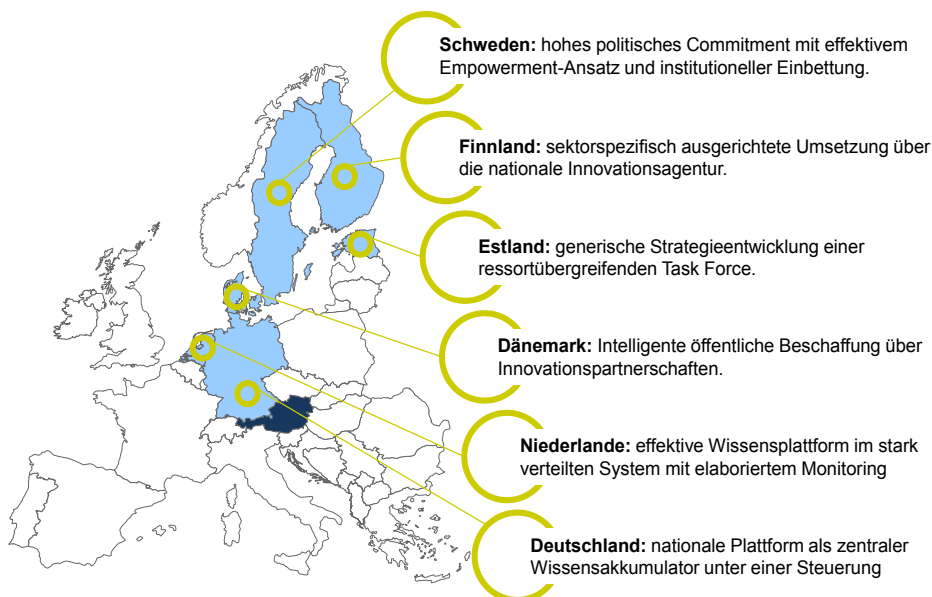 Schweden: hohes politisches Commitment mit effektivem
Empowerment-Ansatz und institutioneller Einbettung.
Finnland: sektorspezifisch ausgerichtete Umsetzung über
die nationale Innovationsagentur.
Estland: generische Strategieentwicklung einer
ressortübergreifenden Task Force.
Dänemark: Intelligente öffentliche Beschaffung über
Innovationspartnerschaften.
Niederlande: effektive Wissensplattform im stark
verteilten System mit elaboriertem Monitoring
Deutschland: nationale Plattform als zentraler
Wissensakkumulator unter einer Steuerung